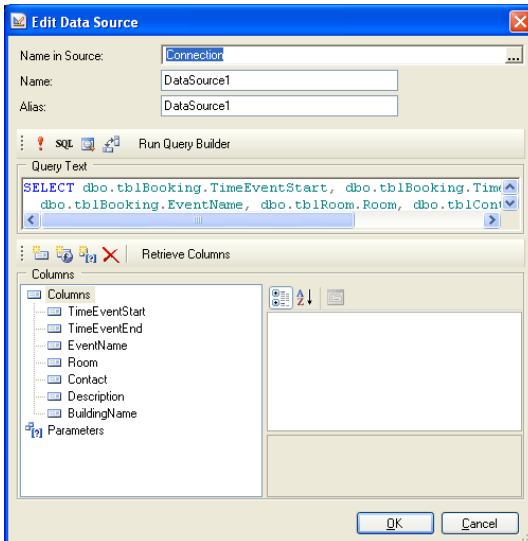 Edit Data Source
Name in Source: Connection ...
Name: DataSource1
Alias: DataSource1
SQL Run Query Builder
Query Text
SELECT dbo.tblBooking.TimeEventStart, dbo.tblBooking.Time
dbo.tblBooking.EventName, dbo.tblRoom.Room, dbo.tblCont
Retrieve Columns
Columns
Columns
TimeEventStart
TimeEventEnd
EventName
Room
Contact
Description
BuildingName
[?] Parameters
OK Cancel